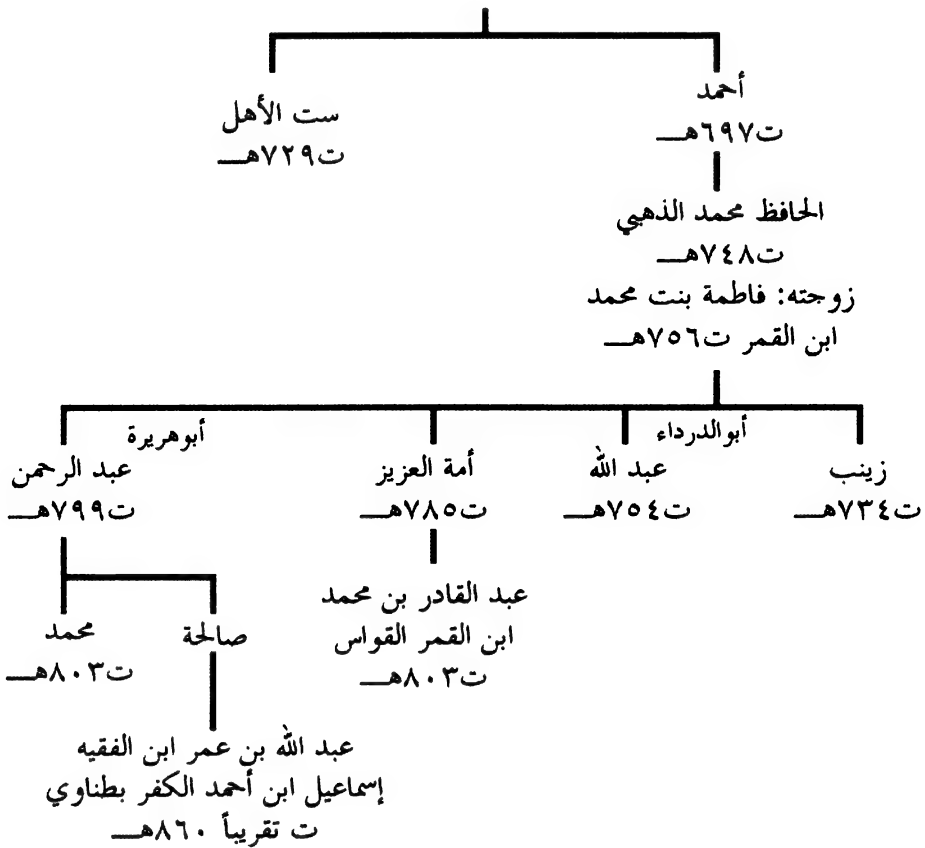 أحمد
ت٦٩٧هـ
ست الأهل
ت٧٢٩هـ
الحافظ محمد الذهبي
ت٧٤٨هـ
زوجته: فاطمة بنت محمد
ابن القمر ت٧٥٦هـ
زينب
ت٧٣٤هـ
أبوالدرداء
عبد الله
ت٧٥٤هـ
أمة العزيز
ت٧٨٥هـ
أبوهريرة
عبد الرحمن
ت٧٩٩هـ
عبد القادر بن محمد
ابن القمر القواس
ت٨٠٣هـ
صالحة
محمد
ت٨٠٣هـ
عبد الله بن عمر ابن الفقيه
إسماعيل ابن أحمد الكفر بطناوي
ت تقريباً ٨٦٠هـ